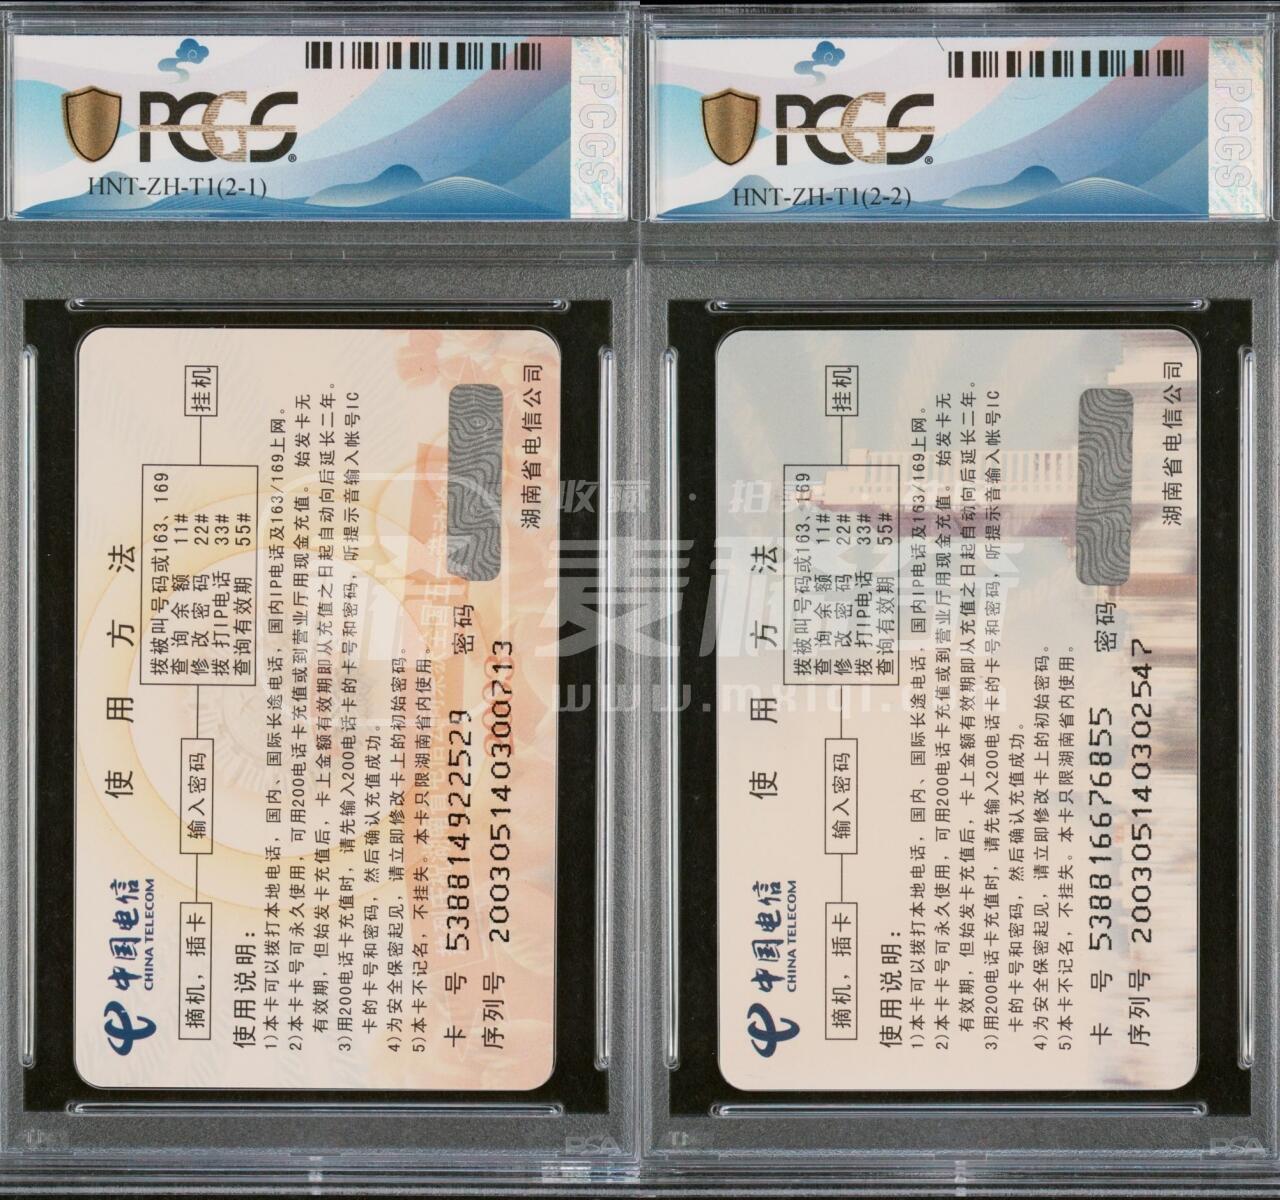 PCGS
HNT-ZH-T1(2-1)
PCGS
中国电信
CHINA TELECOM
使用方法
摘机，插卡
输入密码
拨被叫号码或163、169
查询余额 11#
修改密码 22#
拨打IP电话 33#
查询有效期 55#
挂机
使用说明：
1)本卡可以拨打本地电话，国内、国际长途电话，国内IP电话及163/169上网。
2)本卡卡号可永久使用，可用200电话卡充值或到营业厅用现金充值。始发卡无
有效期，但始发卡充值后，卡上金额有效期即从充值之日起自动向后延长二年。
3)用200电话卡充值时，请先输入200电话卡的卡号和密码，听提示音输入帐号IC
卡的卡号和密码，然后确认充值成功。
4)为安全保密起见，请立即修改卡上的初始密码。
5)本卡不记名，不挂失。本卡只限湖南省内使用。
卡 号 538814922529 密码
序列号 200305140300713
湖南省电信公司
PSA
PCGS
HNT-ZH-T1(2-2)
PCGS
中国电信
CHINA TELECOM
使用方法
摘机，插卡
输入密码
拨被叫号码或163、169
查询余额 11#
修改密码 22#
拨打IP电话 33#
查询有效期 55#
挂机
使用说明：
1)本卡可以拨打本地电话，国内、国际长途电话，国内IP电话及163/169上网。
2)本卡卡号可永久使用，可用200电话卡充值或到营业厅用现金充值。始发卡无
有效期，但始发卡充值后，卡上金额有效期即从充值之日起自动向后延长二年。
3)用200电话卡充值时，请先输入200电话卡的卡号和密码，听提示音输入帐号IC
卡的卡号和密码，然后确认充值成功。
4)为安全保密起见，请立即修改卡上的初始密码。
5)本卡不记名，不挂失。本卡只限湖南省内使用。
卡 号 538816676855 密码
序列号 200305140302547
湖南省电信公司
PSA
www.mxiqi.com